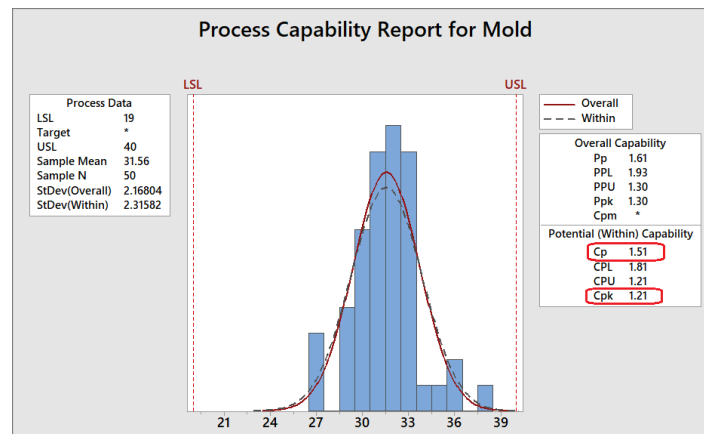 Process Capability Report for Mold
LSL
USL
Process Data
LSL 19
Target *
USL 40
Sample Mean 31.56
Sample N 50
StDev(Overall) 2.16804
StDev(Within) 2.31582
Overall
Within
Overall Capability
Pp 1.61
PPL 1.93
PPU 1.30
Ppk 1.30
Cpm *
Potential (Within) Capability
Cp 1.51
CPL 1.81
CPU 1.21
Cpk 1.21
21 24 27 30 33 36 39